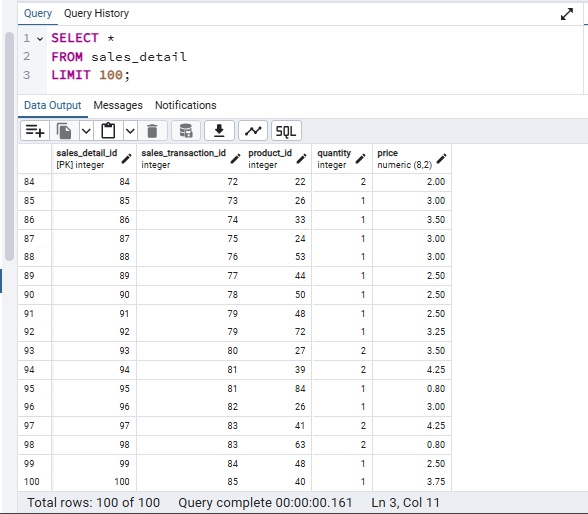 Query Query History
1 SELECT *
2 FROM sales_detail
3 LIMIT 100;
Data Output Messages Notifications
SQL
sales_detail_id sales_transaction_id product_id quantity price
[PK] integer integer integer integer numeric (8,2)
84 84 72 22 2 2.00
85 85 73 26 1 3.00
86 86 74 33 1 3.50
87 87 75 24 1 3.00
88 88 76 53 1 3.00
89 89 77 44 1 2.50
90 90 78 50 1 2.50
91 91 79 48 1 2.50
92 92 79 72 1 3.25
93 93 80 27 2 3.50
94 94 81 39 2 4.25
95 95 81 84 1 0.80
96 96 82 26 1 3.00
97 97 83 41 2 4.25
98 98 83 63 2 0.80
99 99 84 48 1 2.50
100 100 85 40 1 3.75
Total rows: 100 of 100 Query complete 00:00:00.161 Ln 3, Col 11